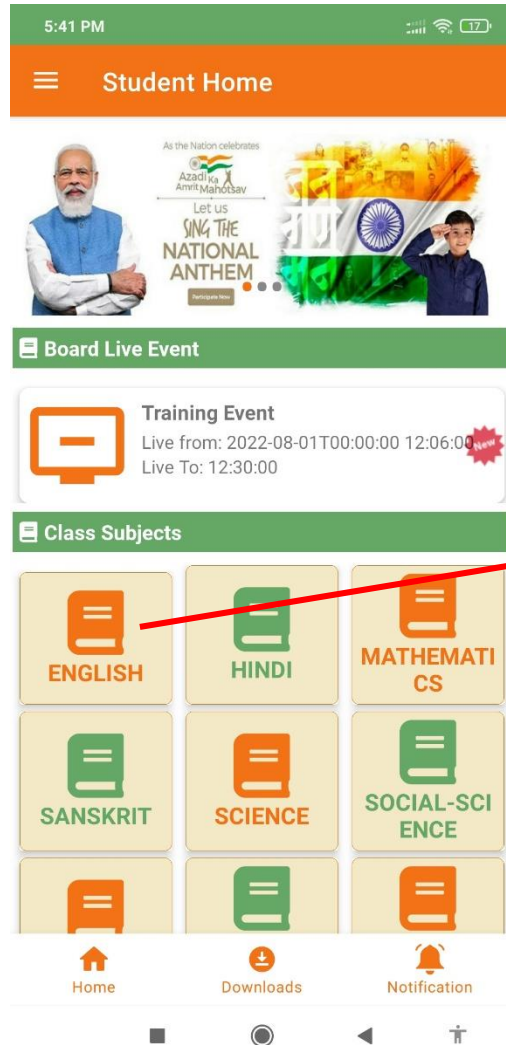 5:41 PM
17
Student Home
As the Nation celebrates
Azadi Ka
Amrit Mahotsav
Let us
SING THE
NATIONAL
ANTHEM
Participate Now
जन
गण
Board Live Event
Training Event
Live from: 2022-08-01T00:00:00 12:06:00
New
Live To: 12:30:00
Class Subjects
ENGLISH
HINDI
MATHEMATI
CS
SANSKRIT
SCIENCE
SOCIAL-SCI
ENCE
Home
Downloads
Notification